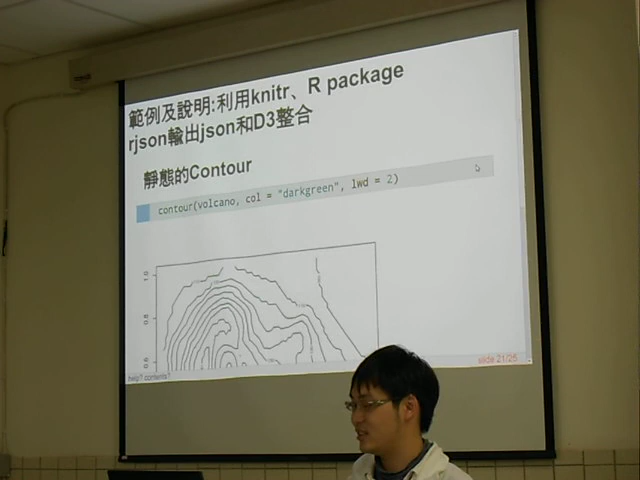 範例及說明:利用knitr、R package
rjson輸出json和D3整合
靜態的Contour
contour(volcano, col = "darkgreen", lwd = 2)
1.0
0.8
0.6
help? contents?
slide 21/25